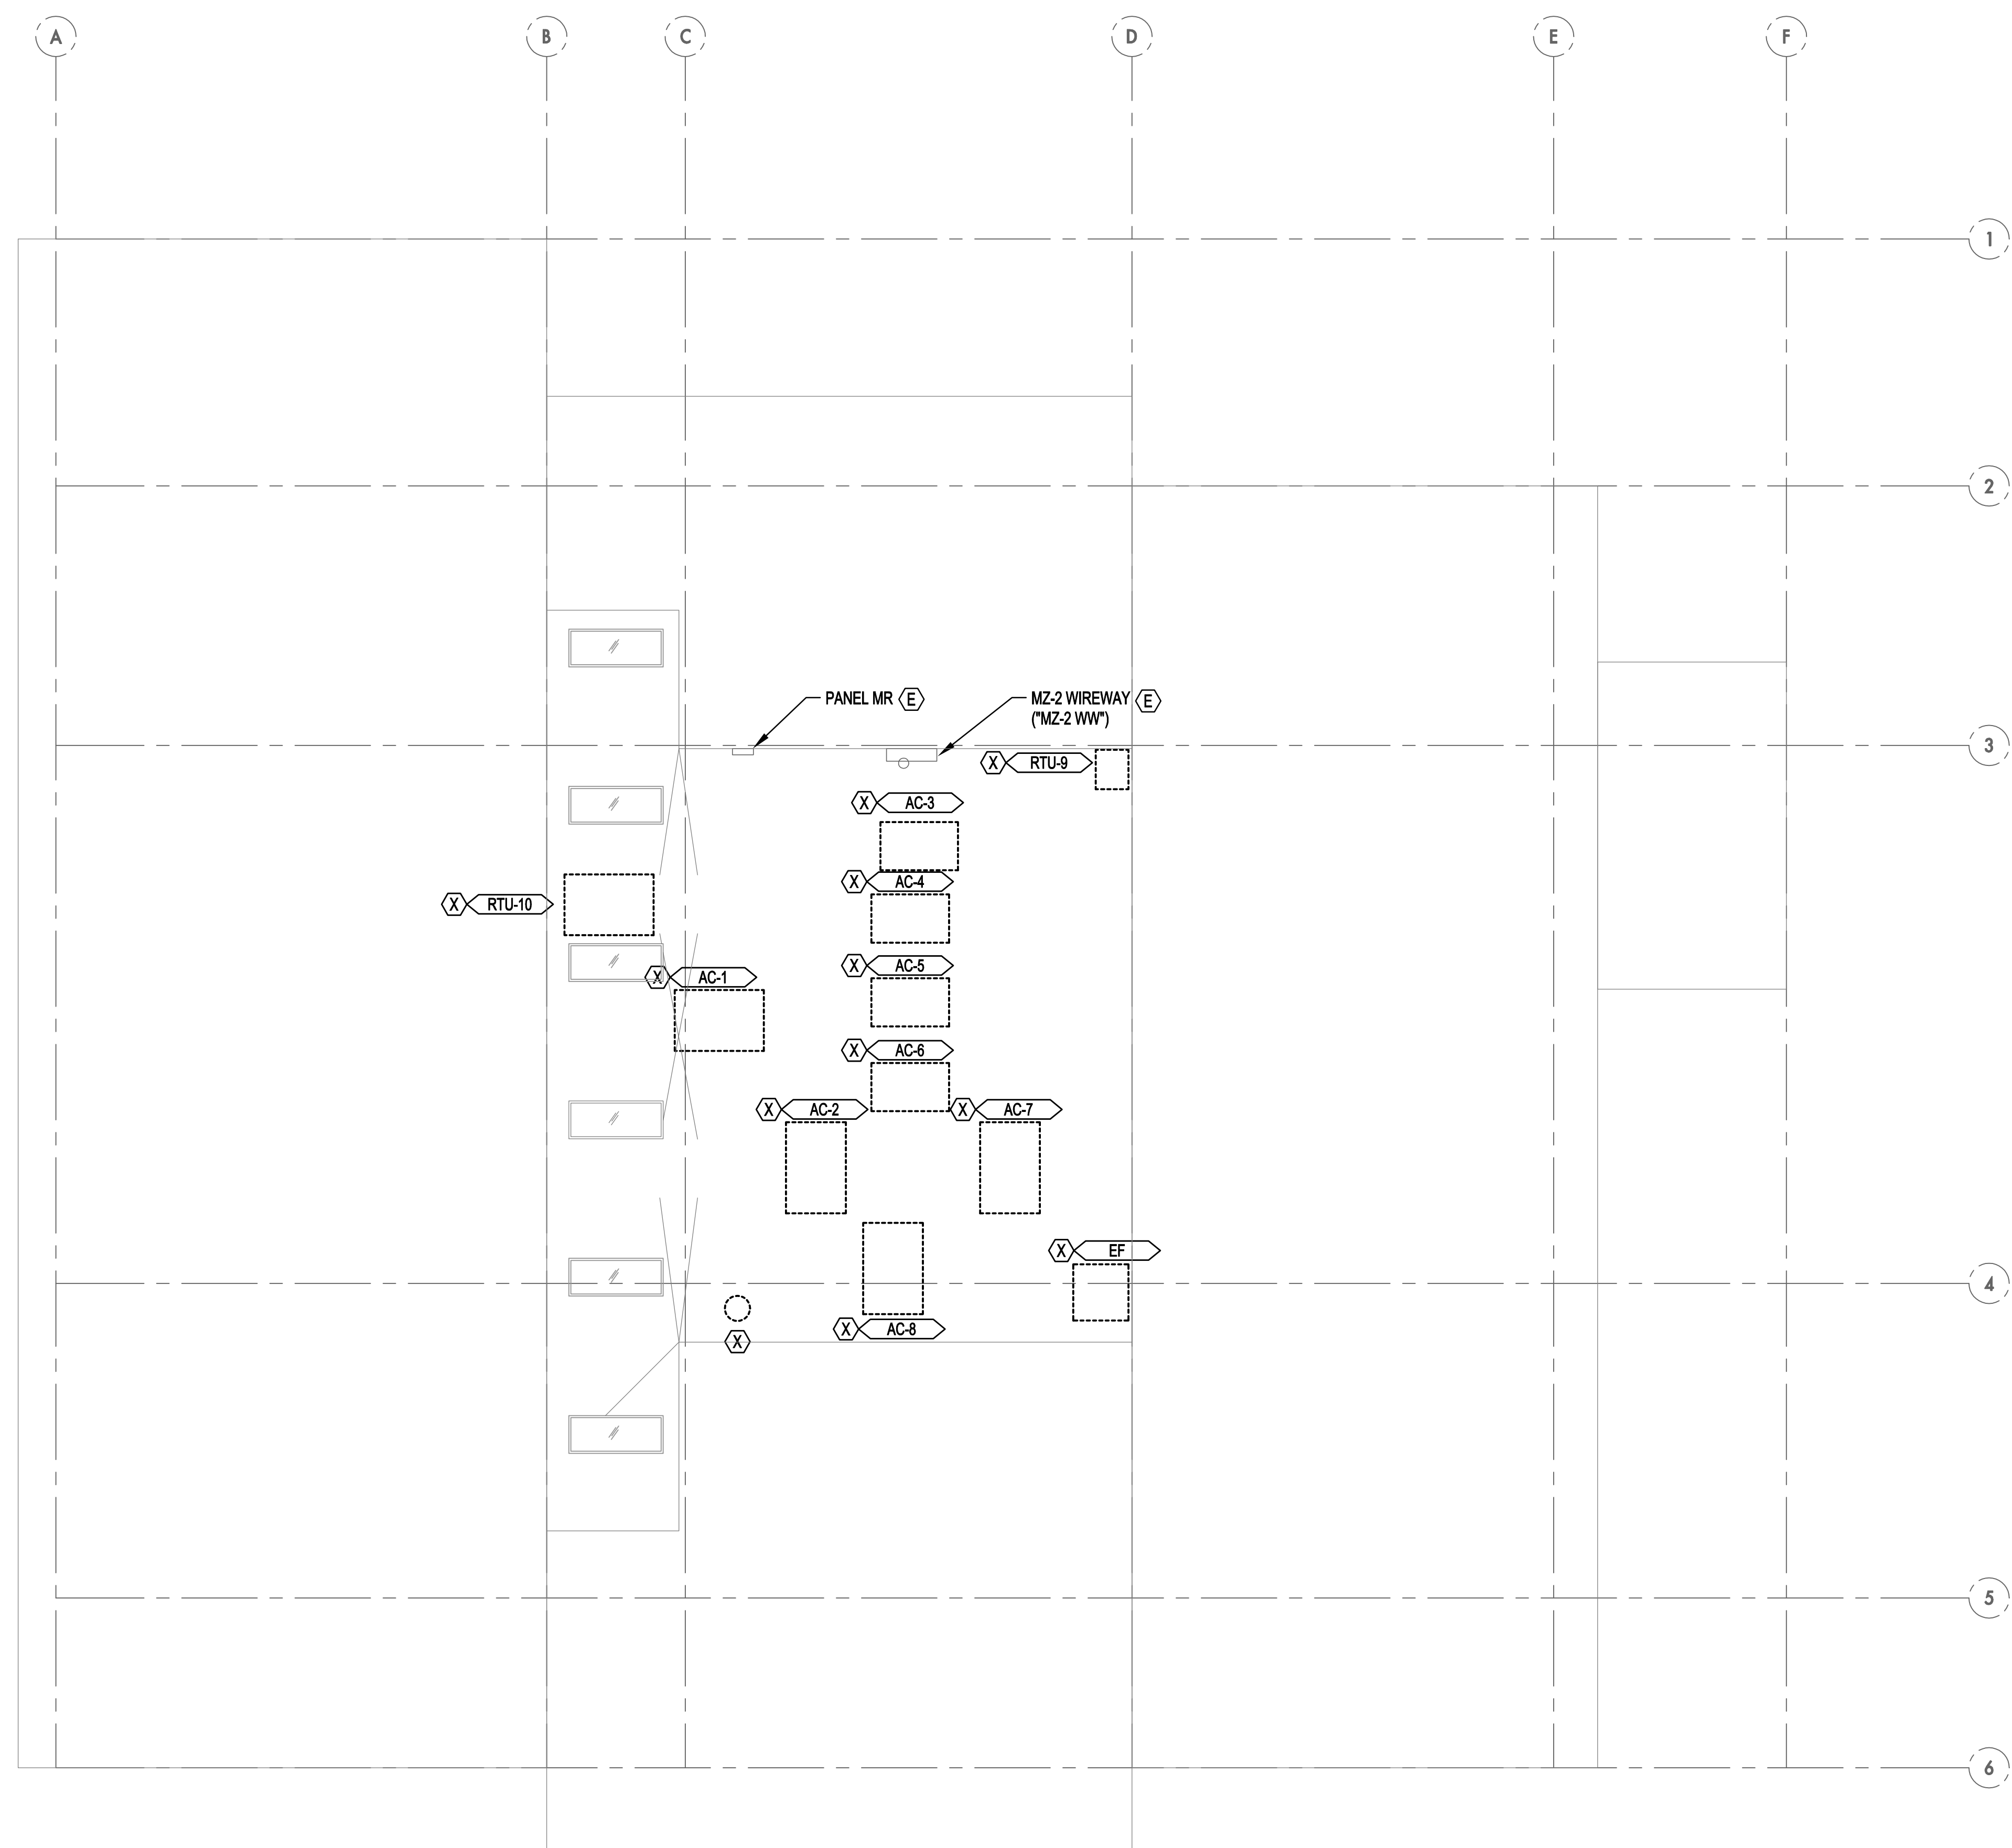 A
B
C
D
E
F
1
2
PANEL MR E
MZ-2 WIREWAY E
("MZ-2 WW")
3
X RTU-9
X AC-3
X AC-4
X RTU-10
X AC-5
X AC-1
X AC-6
X AC-2
X AC-7
X EF
4
X AC-8
X
5
6